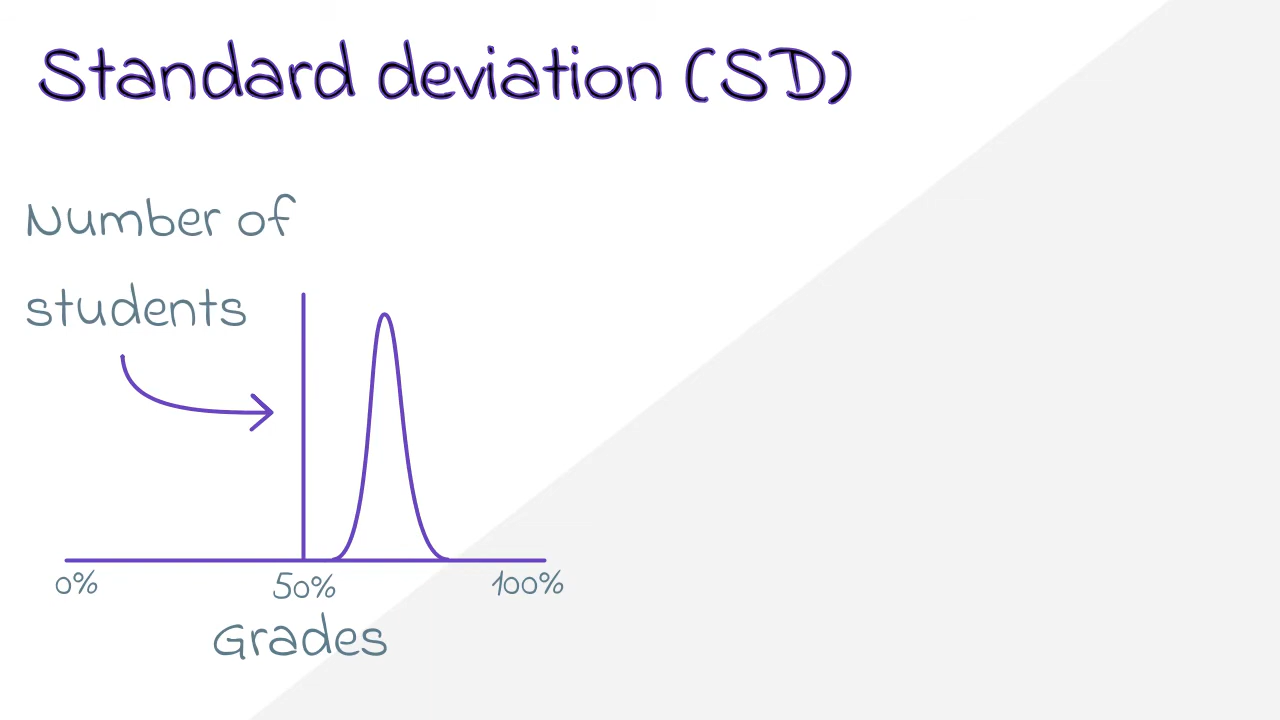 Standard deviation (SD)
Number of
students
0%
50%
100%
Grades